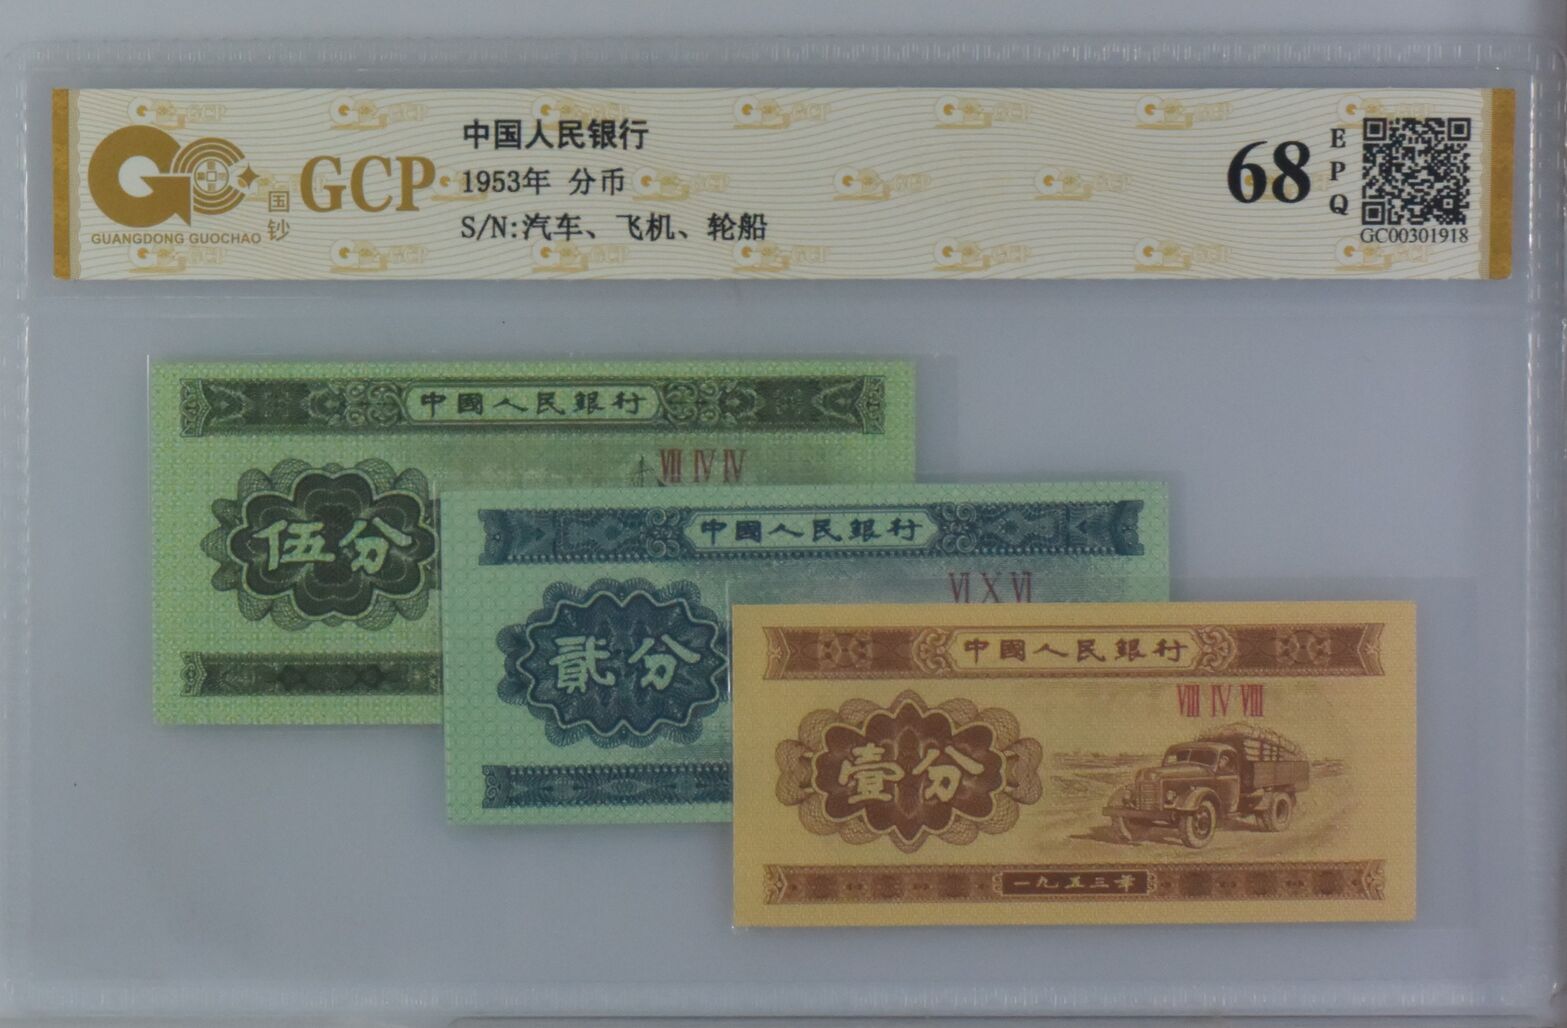 GUANGDONG GUOCHAO
国钞
GCP
中国人民银行
1953年 分币
S/N:汽车、飞机、轮船
68
EPQ
GC00301918
中國人民銀行
VII IV IV
伍分
中國人民銀行
VI X VI
貳分
中國人民銀行
VIII IV VIII
壹分
一九五三年